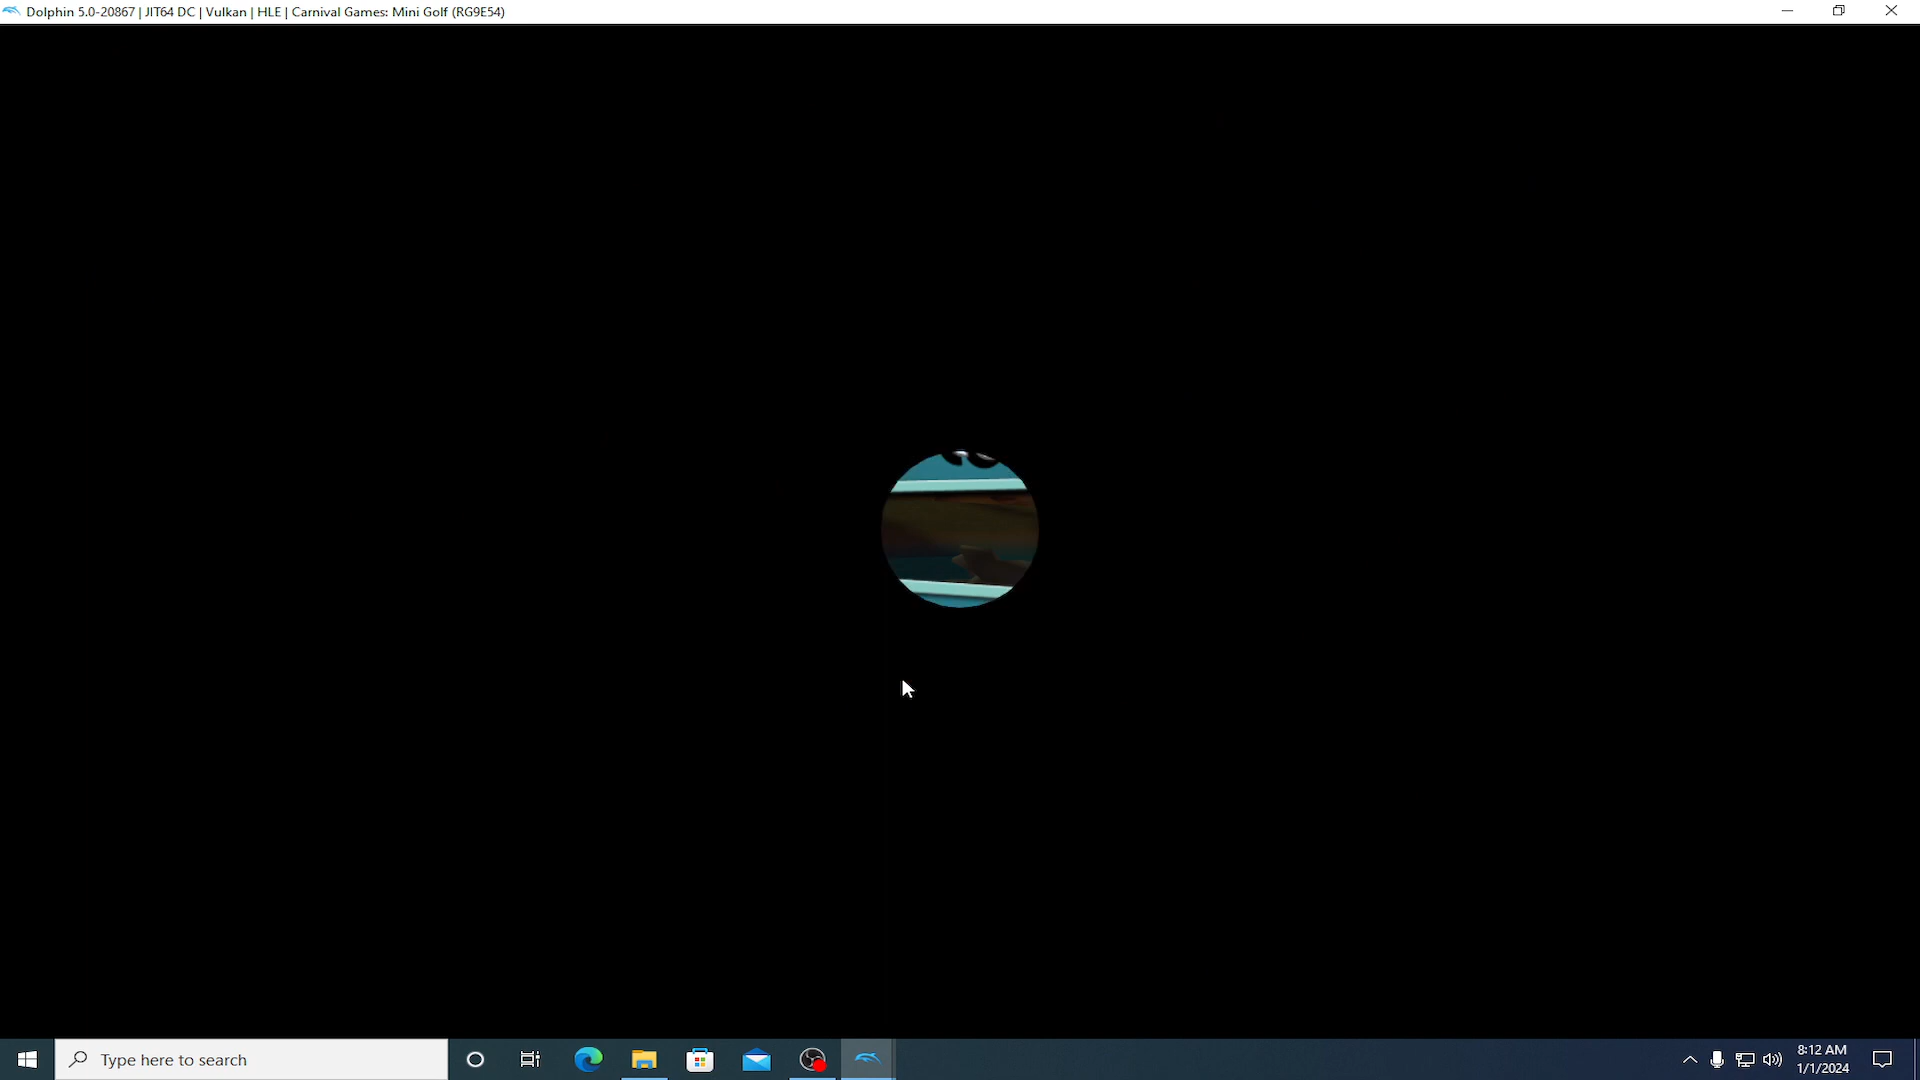 Dolphin 5.0-20867 | JIT64 DC | Vulkan | HLE | Carnival Games: Mini Golf (RG9E54)
Type here to search
8:12 AM
1/1/2024